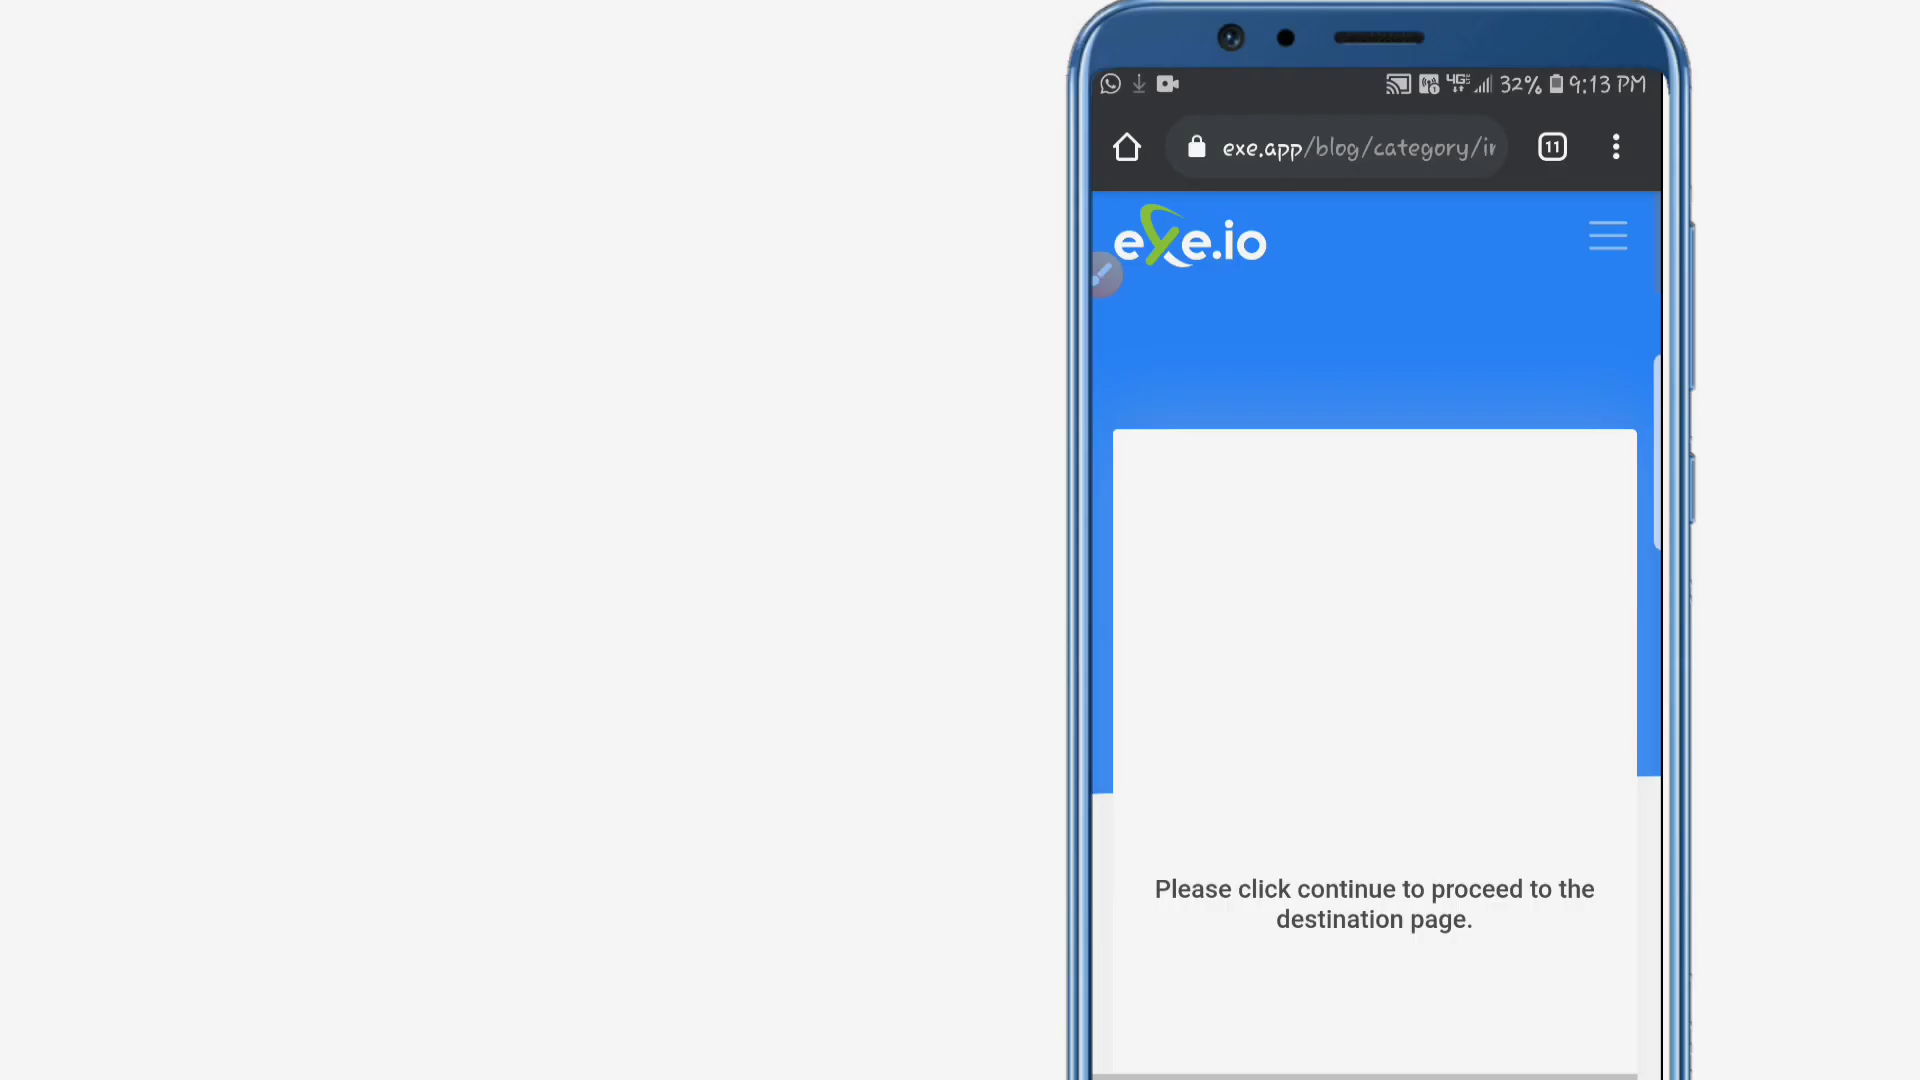 32% 9:13 PM
exe.app/blog/category/ir
11
exe.io
Please click continue to proceed to the
destination page.